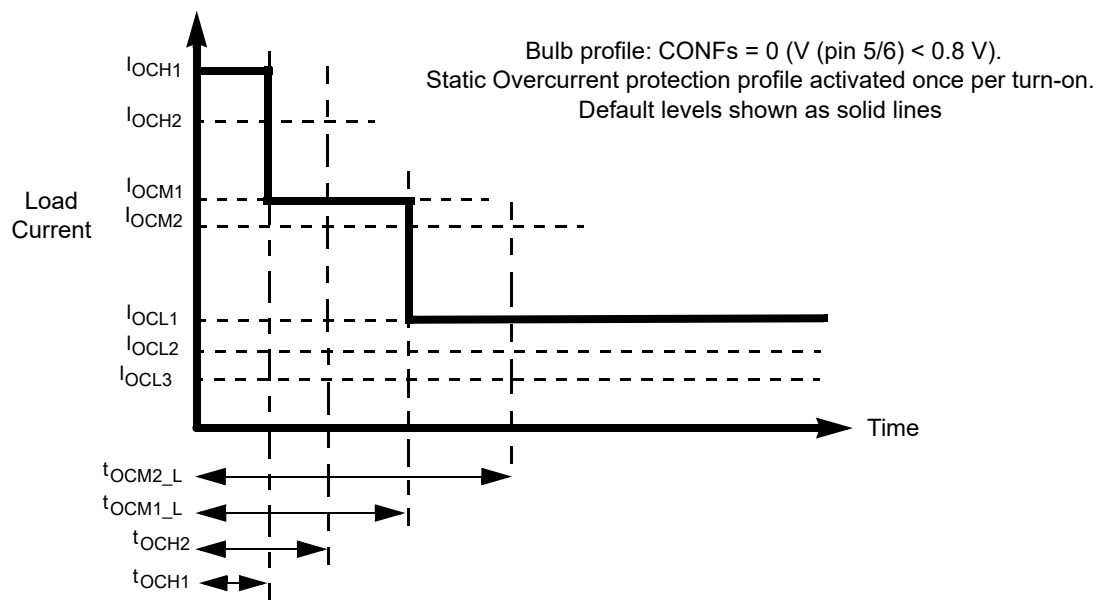 Bulb profile: CONFs = 0 (V (pin 5/6) < 0.8 V).
Static Overcurrent protection profile activated once per turn-on.
Default levels shown as solid lines
Load
Current
IOCH1
IOCH2
IOCM1
IOCM2
IOCL1
IOCL2
IOCL3
Time
tOCM2_L
tOCM1_L
tOCH2
tOCH1